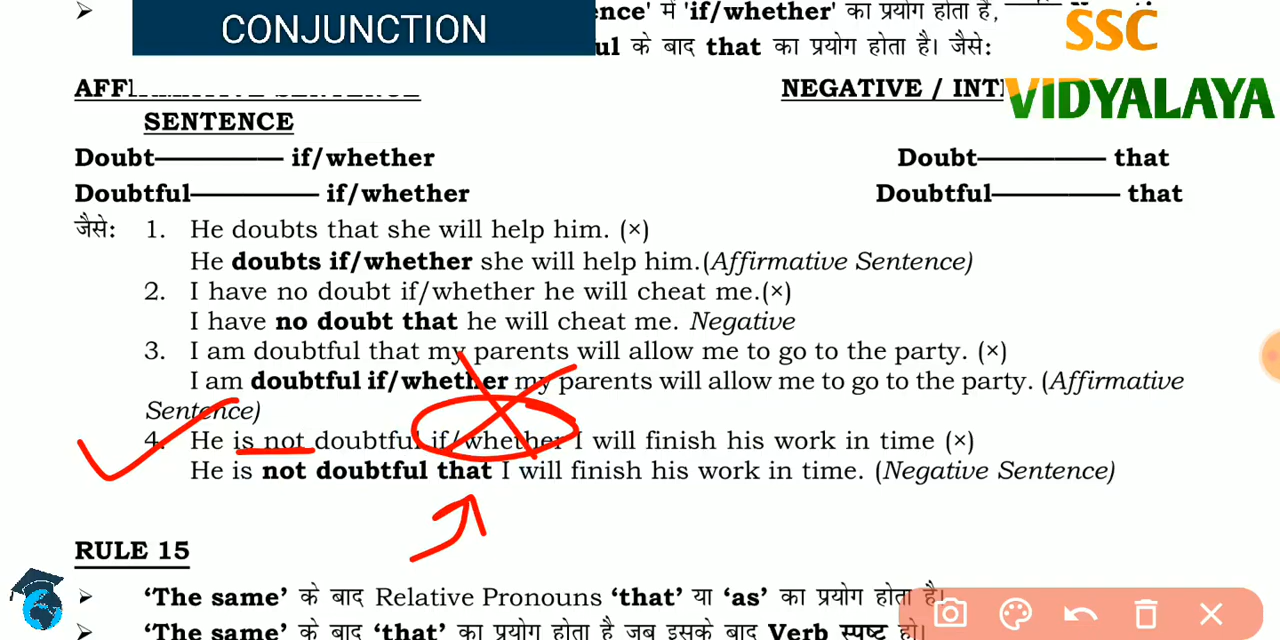 CONJUNCTION
में 'if/whether' का प्रयोग होता है,
के बाद that का प्रयोग होता है। जैसे:
SSC
VIDYALAYA
SENTENCE
NEGATIVE /
Doubt———— if/whether
Doubt———— that
Doubtful———— if/whether
Doubtful———— that
जैसे: 1. He doubts that she will help him. (×)
He doubts if/whether she will help him.(Affirmative Sentence)
2. I have no doubt if/whether he will cheat me.(×)
I have no doubt that he will cheat me. Negative
3. I am doubtful that my parents will allow me to go to the party. (×)
I am doubtful if/whether my parents will allow me to go to the party. (Affirmative
Sentence)
4. He is not doubtful if/whether I will finish his work in time (×)
He is not doubtful that I will finish his work in time. (Negative Sentence)
RULE 15
➢ 'The same' के बाद Relative Pronouns 'that' या 'as' का प्रयोग होता है।
➢ 'The same' के बाद 'that' का प्रयोग होता है जब इसके बाद Verb स्पष्ट हो।